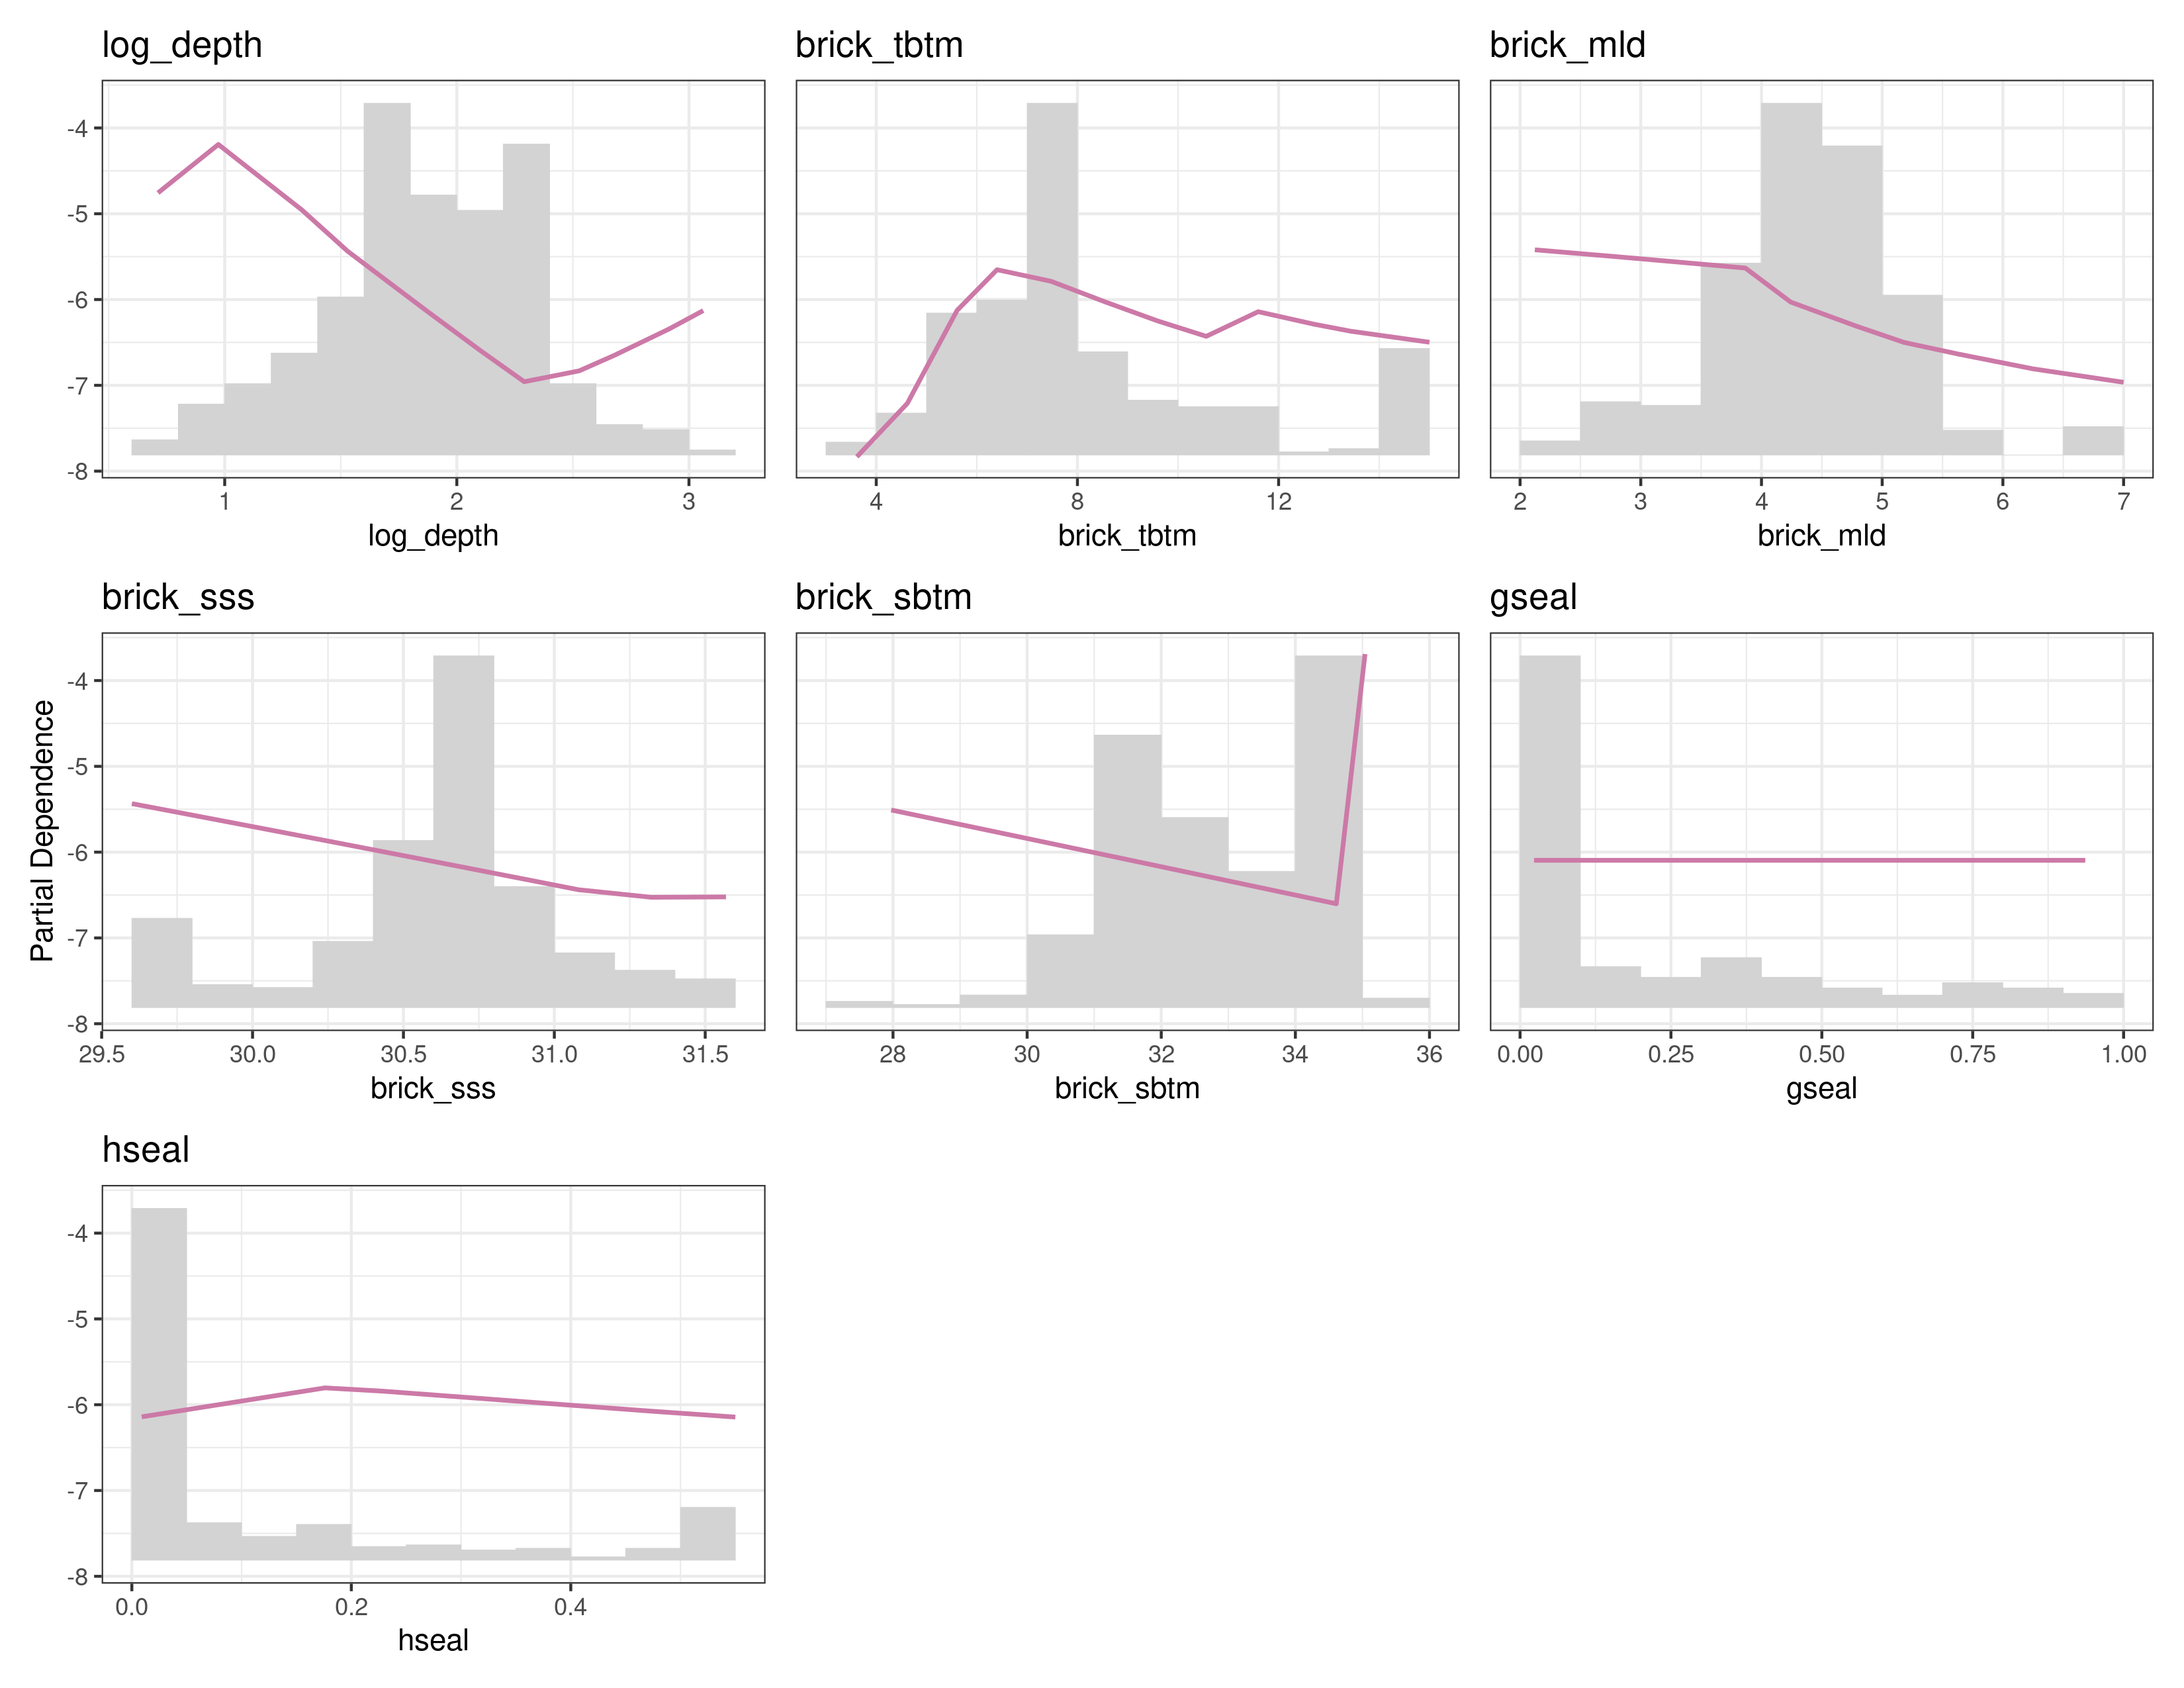 log_depth
brick_tbtm
brick_mld
-4
-5
-6
-7
-8
1 2 3
4 8 12
2 3 4 5 6 7
log_depth
brick_tbtm
brick_mld
brick_sss
brick_sbtm
gseal
Partial Dependence
-4
-5
-6
-7
-8
29.5 30.0 30.5 31.0 31.5
28 30 32 34 36
0.00 0.25 0.50 0.75 1.00
brick_sss
brick_sbtm
gseal
hseal
-4
-5
-6
-7
-8
0.0 0.2 0.4
hseal